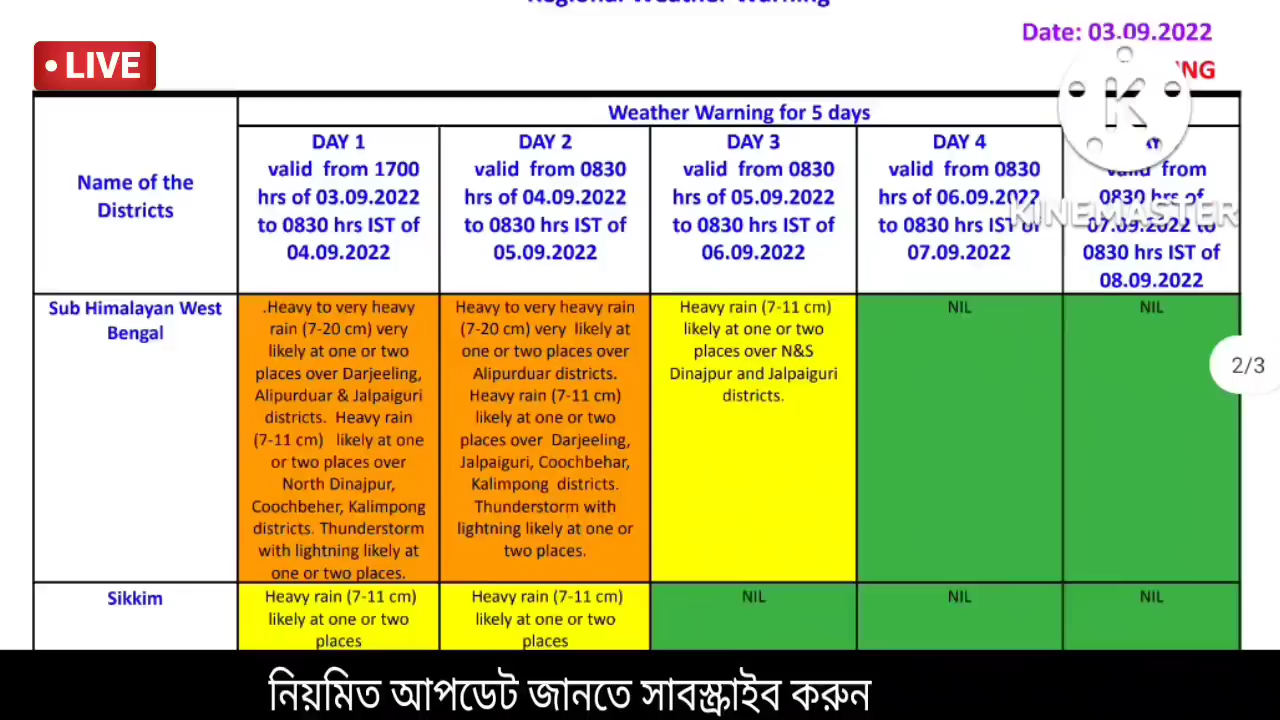 Regional Weather Warning
Date: 03.09.2022
LIVE
NING
KINEMASTER
Weather Warning for 5 days
Name of the
Districts
DAY 1
valid from 1700
hrs of 03.09.2022
to 0830 hrs IST of
04.09.2022
DAY 2
valid from 0830
hrs of 04.09.2022
to 0830 hrs IST of
05.09.2022
DAY 3
valid from 0830
hrs of 05.09.2022
to 0830 hrs IST of
06.09.2022
DAY 4
valid from 0830
hrs of 06.09.2022
to 0830 hrs IST of
07.09.2022
valid from
0830 hrs of
07.09.2022 to
0830 hrs IST of
08.09.2022
Sub Himalayan West
Bengal
.Heavy to very heavy
rain (7-20 cm) very
likely at one or two
places over Darjeeling,
Alipurduar & Jalpaiguri
districts. Heavy rain
(7-11 cm) likely at one
or two places over
North Dinajpur,
Coochbeher, Kalimpong
districts. Thunderstorm
with lightning likely at
one or two places.
Heavy to very heavy rain
(7-20 cm) very likely at
one or two places over
Alipurduar districts.
Heavy rain (7-11 cm)
likely at one or two
places over Darjeeling,
Jalpaiguri, Coochbehar,
Kalimpong districts.
Thunderstorm with
lightning likely at one or
two places.
Heavy rain (7-11 cm)
likely at one or two
places over N&S
Dinajpur and Jalpaiguri
districts.
NIL
NIL
2/3
Sikkim
Heavy rain (7-11 cm)
likely at one or two
places
Heavy rain (7-11 cm)
likely at one or two
places
NIL
NIL
NIL
নিয়মিত আপডেট জানতে সাবস্ক্রাইব করুন